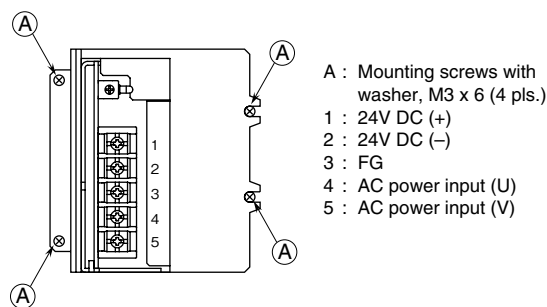 A
A
A
A
1
2
3
4
5
A : Mounting screws with
washer, M3 x 6 (4 pls.)
1 : 24V DC (+)
2 : 24V DC (–)
3 : FG
4 : AC power input (U)
5 : AC power input (V)